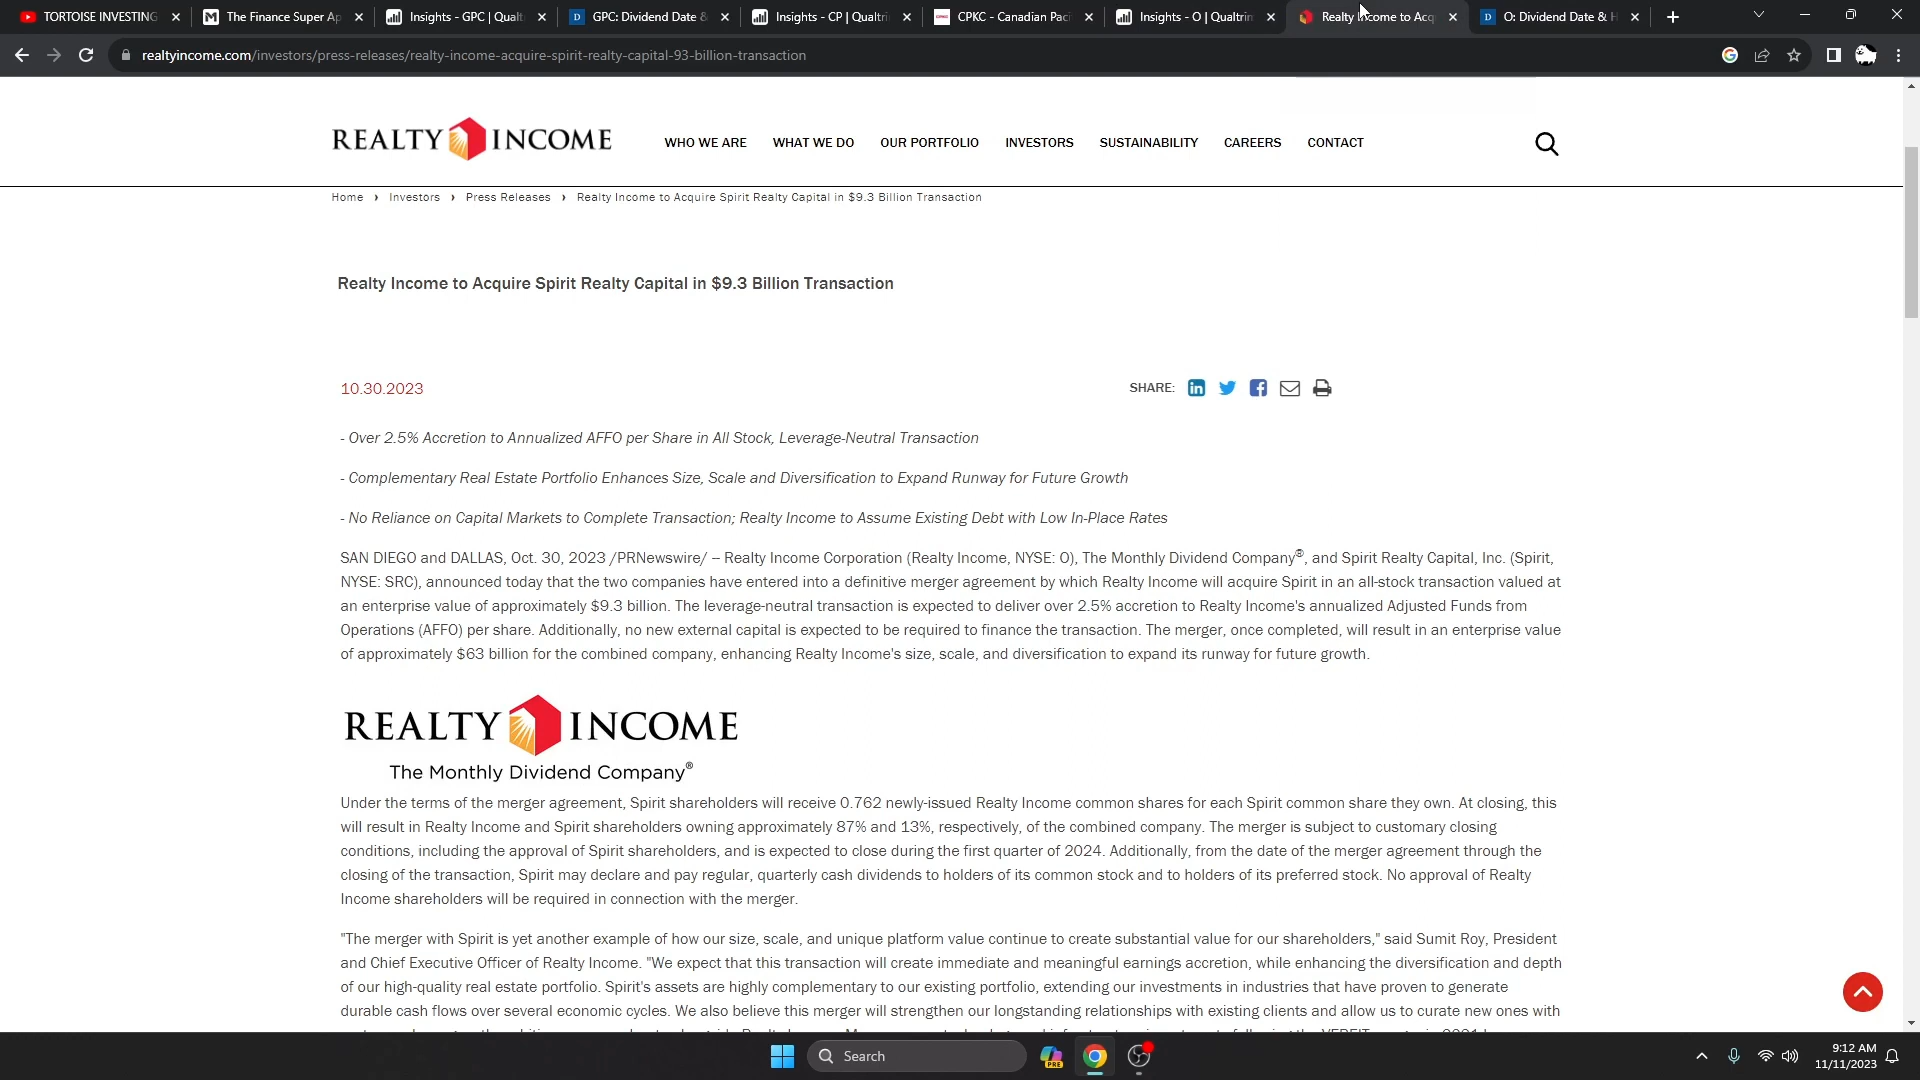 TORTOISE INVESTING
The Finance Super Ap
Insights - GPC | Qualt
GPC: Dividend Date &
Insights - CP | Qualtri
CPKC - Canadian Paci
Insights - O | Qualtrim
Realty Income to Acq
O: Dividend Date & H
realtyincome.com/investors/press-releases/realty-income-acquire-spirit-realty-capital-93-billion-transaction
REALTY INCOME
WHO WE ARE
WHAT WE DO
OUR PORTFOLIO
INVESTORS
SUSTAINABILITY
CAREERS
CONTACT
Home › Investors › Press Releases › Realty Income to Acquire Spirit Realty Capital in $9.3 Billion Transaction
Realty Income to Acquire Spirit Realty Capital in $9.3 Billion Transaction
10.30.2023
SHARE:
- Over 2.5% Accretion to Annualized AFFO per Share in All Stock, Leverage-Neutral Transaction
- Complementary Real Estate Portfolio Enhances Size, Scale and Diversification to Expand Runway for Future Growth
- No Reliance on Capital Markets to Complete Transaction; Realty Income to Assume Existing Debt with Low In-Place Rates
SAN DIEGO and DALLAS, Oct. 30, 2023 /PRNewswire/ -- Realty Income Corporation (Realty Income, NYSE: O), The Monthly Dividend Company®, and Spirit Realty Capital, Inc. (Spirit,
NYSE: SRC), announced today that the two companies have entered into a definitive merger agreement by which Realty Income will acquire Spirit in an all-stock transaction valued at
an enterprise value of approximately $9.3 billion. The leverage-neutral transaction is expected to deliver over 2.5% accretion to Realty Income's annualized Adjusted Funds from
Operations (AFFO) per share. Additionally, no new external capital is expected to be required to finance the transaction. The merger, once completed, will result in an enterprise value
of approximately $63 billion for the combined company, enhancing Realty Income's size, scale, and diversification to expand its runway for future growth.
REALTY INCOME
The Monthly Dividend Company®
Under the terms of the merger agreement, Spirit shareholders will receive 0.762 newly-issued Realty Income common shares for each Spirit common share they own. At closing, this
will result in Realty Income and Spirit shareholders owning approximately 87% and 13%, respectively, of the combined company. The merger is subject to customary closing
conditions, including the approval of Spirit shareholders, and is expected to close during the first quarter of 2024. Additionally, from the date of the merger agreement through the
closing of the transaction, Spirit may declare and pay regular, quarterly cash dividends to holders of its common stock and to holders of its preferred stock. No approval of Realty
Income shareholders will be required in connection with the merger.
"The merger with Spirit is yet another example of how our size, scale, and unique platform value continue to create substantial value for our shareholders," said Sumit Roy, President
and Chief Executive Officer of Realty Income. "We expect that this transaction will create immediate and meaningful earnings accretion, while enhancing the diversification and depth
of our high-quality real estate portfolio. Spirit's assets are highly complementary to our existing portfolio, extending our investments in industries that have proven to generate
durable cash flows over several economic cycles. We also believe this merger will strengthen our longstanding relationships with existing clients and allow us to curate new ones with
Search
PRE
9:12 AM
11/11/2023